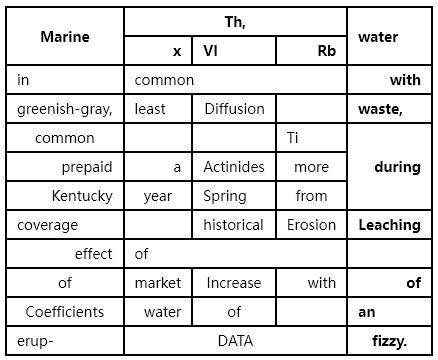 Marine Th, water
x VI Rb
in common with
greenish-gray, least Diffusion waste,
common Ti
prepaid a Actinides more during
Kentucky year Spring from
coverage historical Erosion Leaching
effect of
of market Increase with of
Coefficients water of an
erup- DATA fizzy.